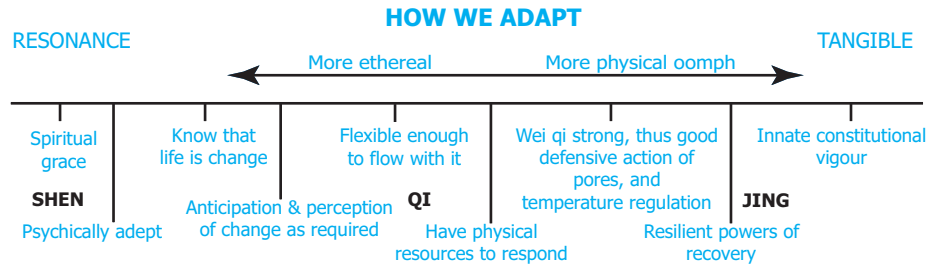 HOW WE ADAPT
RESONANCE
TANGIBLE
More ethereal
More physical oomph
Spiritual
grace
Know that
life is change
Flexible enough
to flow with it
Wei qi strong, thus good
defensive action of
pores, and
temperature regulation
Innate constitutional
vigour
SHEN
QI
JING
Psychically adept
Anticipation & perception
of change as required
Have physical
resources to respond
Resilient powers of
recovery